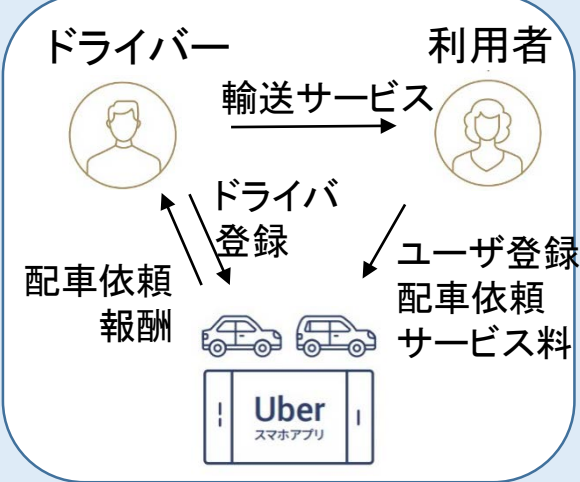 ドライバー
利用者
輸送サービス
ドライバ
登録
配車依頼
報酬
ユーザ登録
配車依頼
サービス料
Uber
スマホアプリ